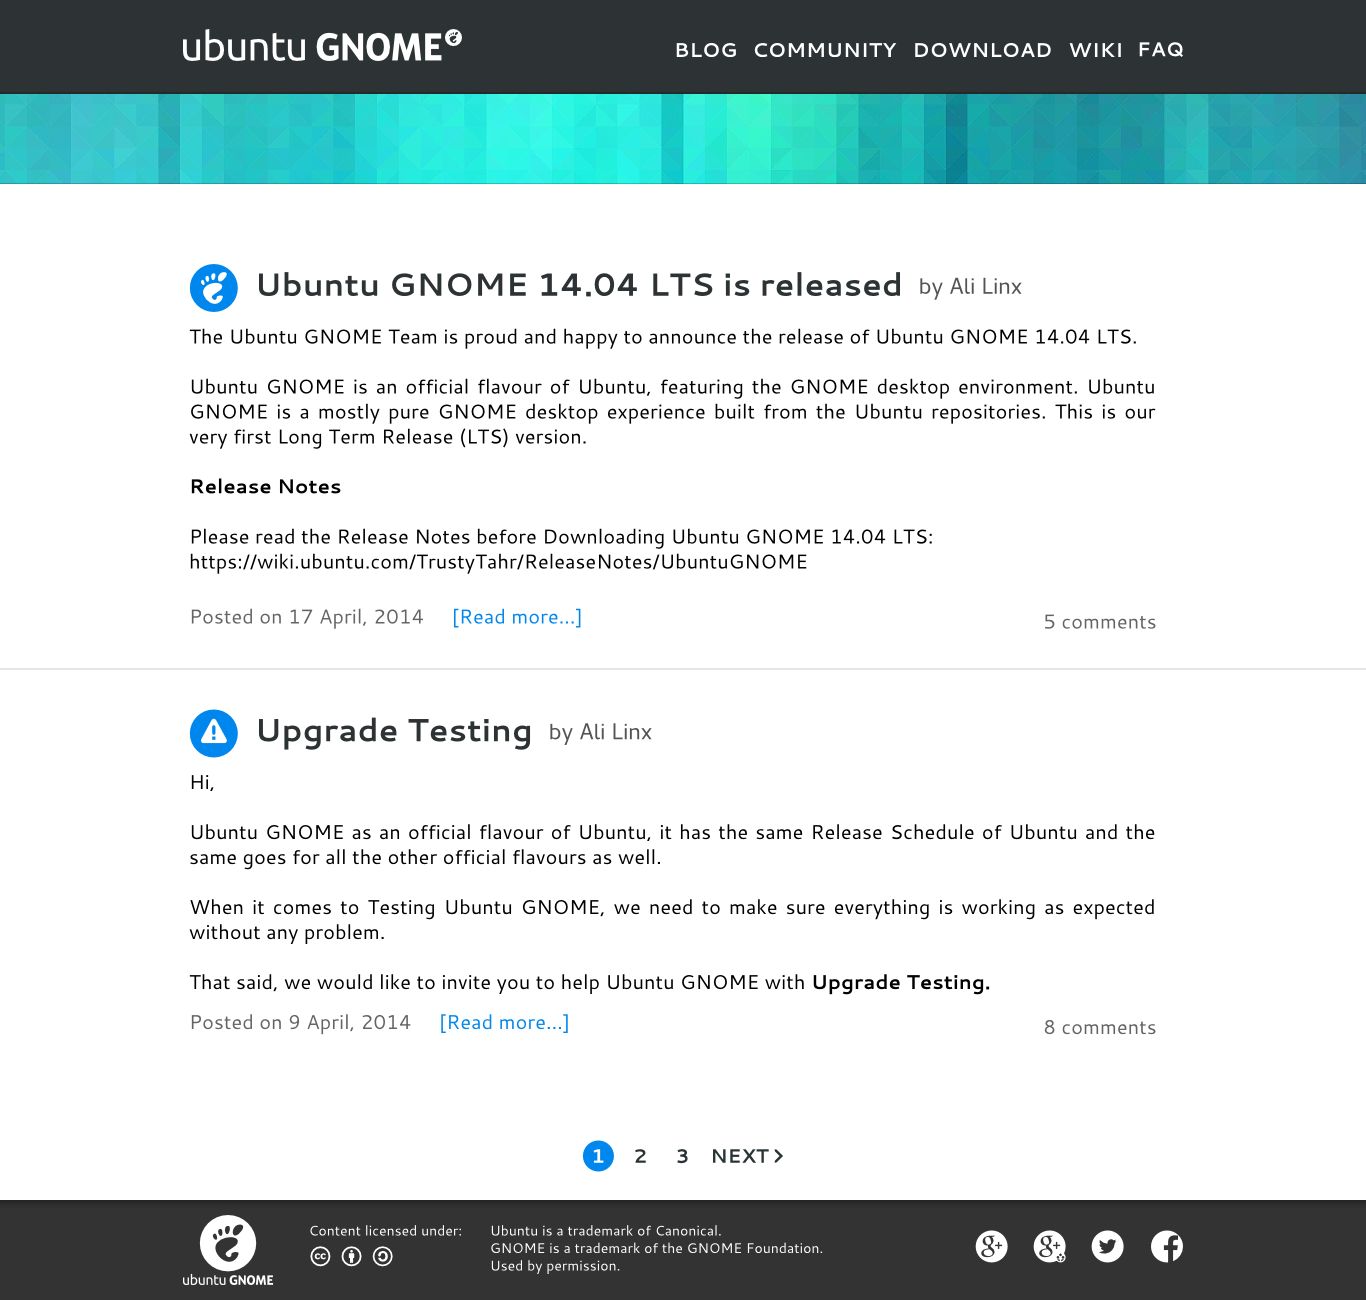 ubuntu GNOME
BLOG COMMUNITY DOWNLOAD WIKI FAQ
Ubuntu GNOME 14.04 LTS is released by Ali Linx
The Ubuntu GNOME Team is proud and happy to announce the release of Ubuntu GNOME 14.04 LTS.
Ubuntu GNOME is an official flavour of Ubuntu, featuring the GNOME desktop environment. Ubuntu
GNOME is a mostly pure GNOME desktop experience built from the Ubuntu repositories. This is our
very first Long Term Release (LTS) version.
Release Notes
Please read the Release Notes before Downloading Ubuntu GNOME 14.04 LTS:
https://wiki.ubuntu.com/TrustyTahr/ReleaseNotes/UbuntuGNOME
Posted on 17 April, 2014 [Read more...] 5 comments
Upgrade Testing by Ali Linx
Hi,
Ubuntu GNOME as an official flavour of Ubuntu, it has the same Release Schedule of Ubuntu and the
same goes for all the other official flavours as well.
When it comes to Testing Ubuntu GNOME, we need to make sure everything is working as expected
without any problem.
That said, we would like to invite you to help Ubuntu GNOME with Upgrade Testing.
Posted on 9 April, 2014 [Read more...] 8 comments
1 2 3 NEXT >
ubuntu GNOME
Content licensed under:
cc
Ubuntu is a trademark of Canonical.
GNOME is a trademark of the GNOME Foundation.
Used by permission.
g+ g+